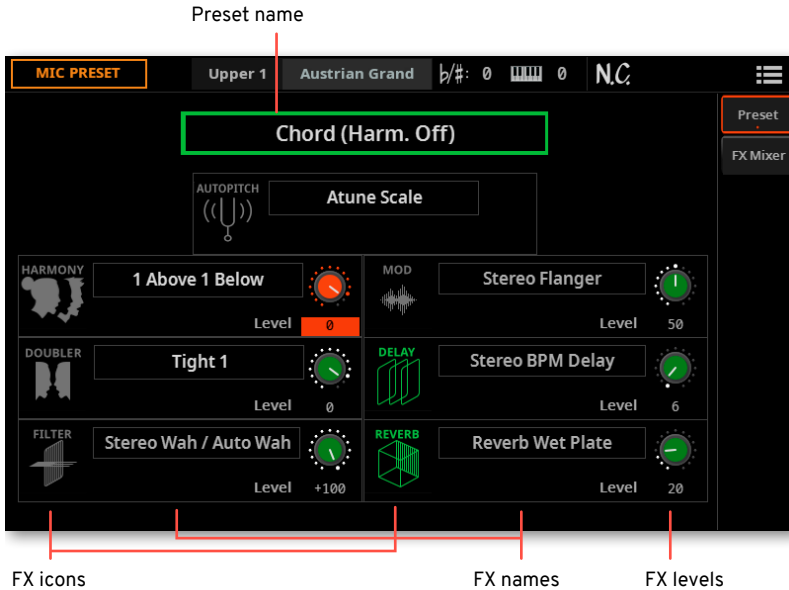 Preset name
MIC PRESET Upper 1 Austrian Grand b/#: 0 0 N.C.
Preset
Chord (Harm. Off)
FX Mixer
AUTOPITCH
Atune Scale
HARMONY
1 Above 1 Below
Level 0
MOD
Stereo Flanger
Level 50
DOUBLER
Tight 1
Level 0
DELAY
Stereo BPM Delay
Level 6
FILTER
Stereo Wah / Auto Wah
Level +100
REVERB
Reverb Wet Plate
Level 20
FX icons FX names FX levels